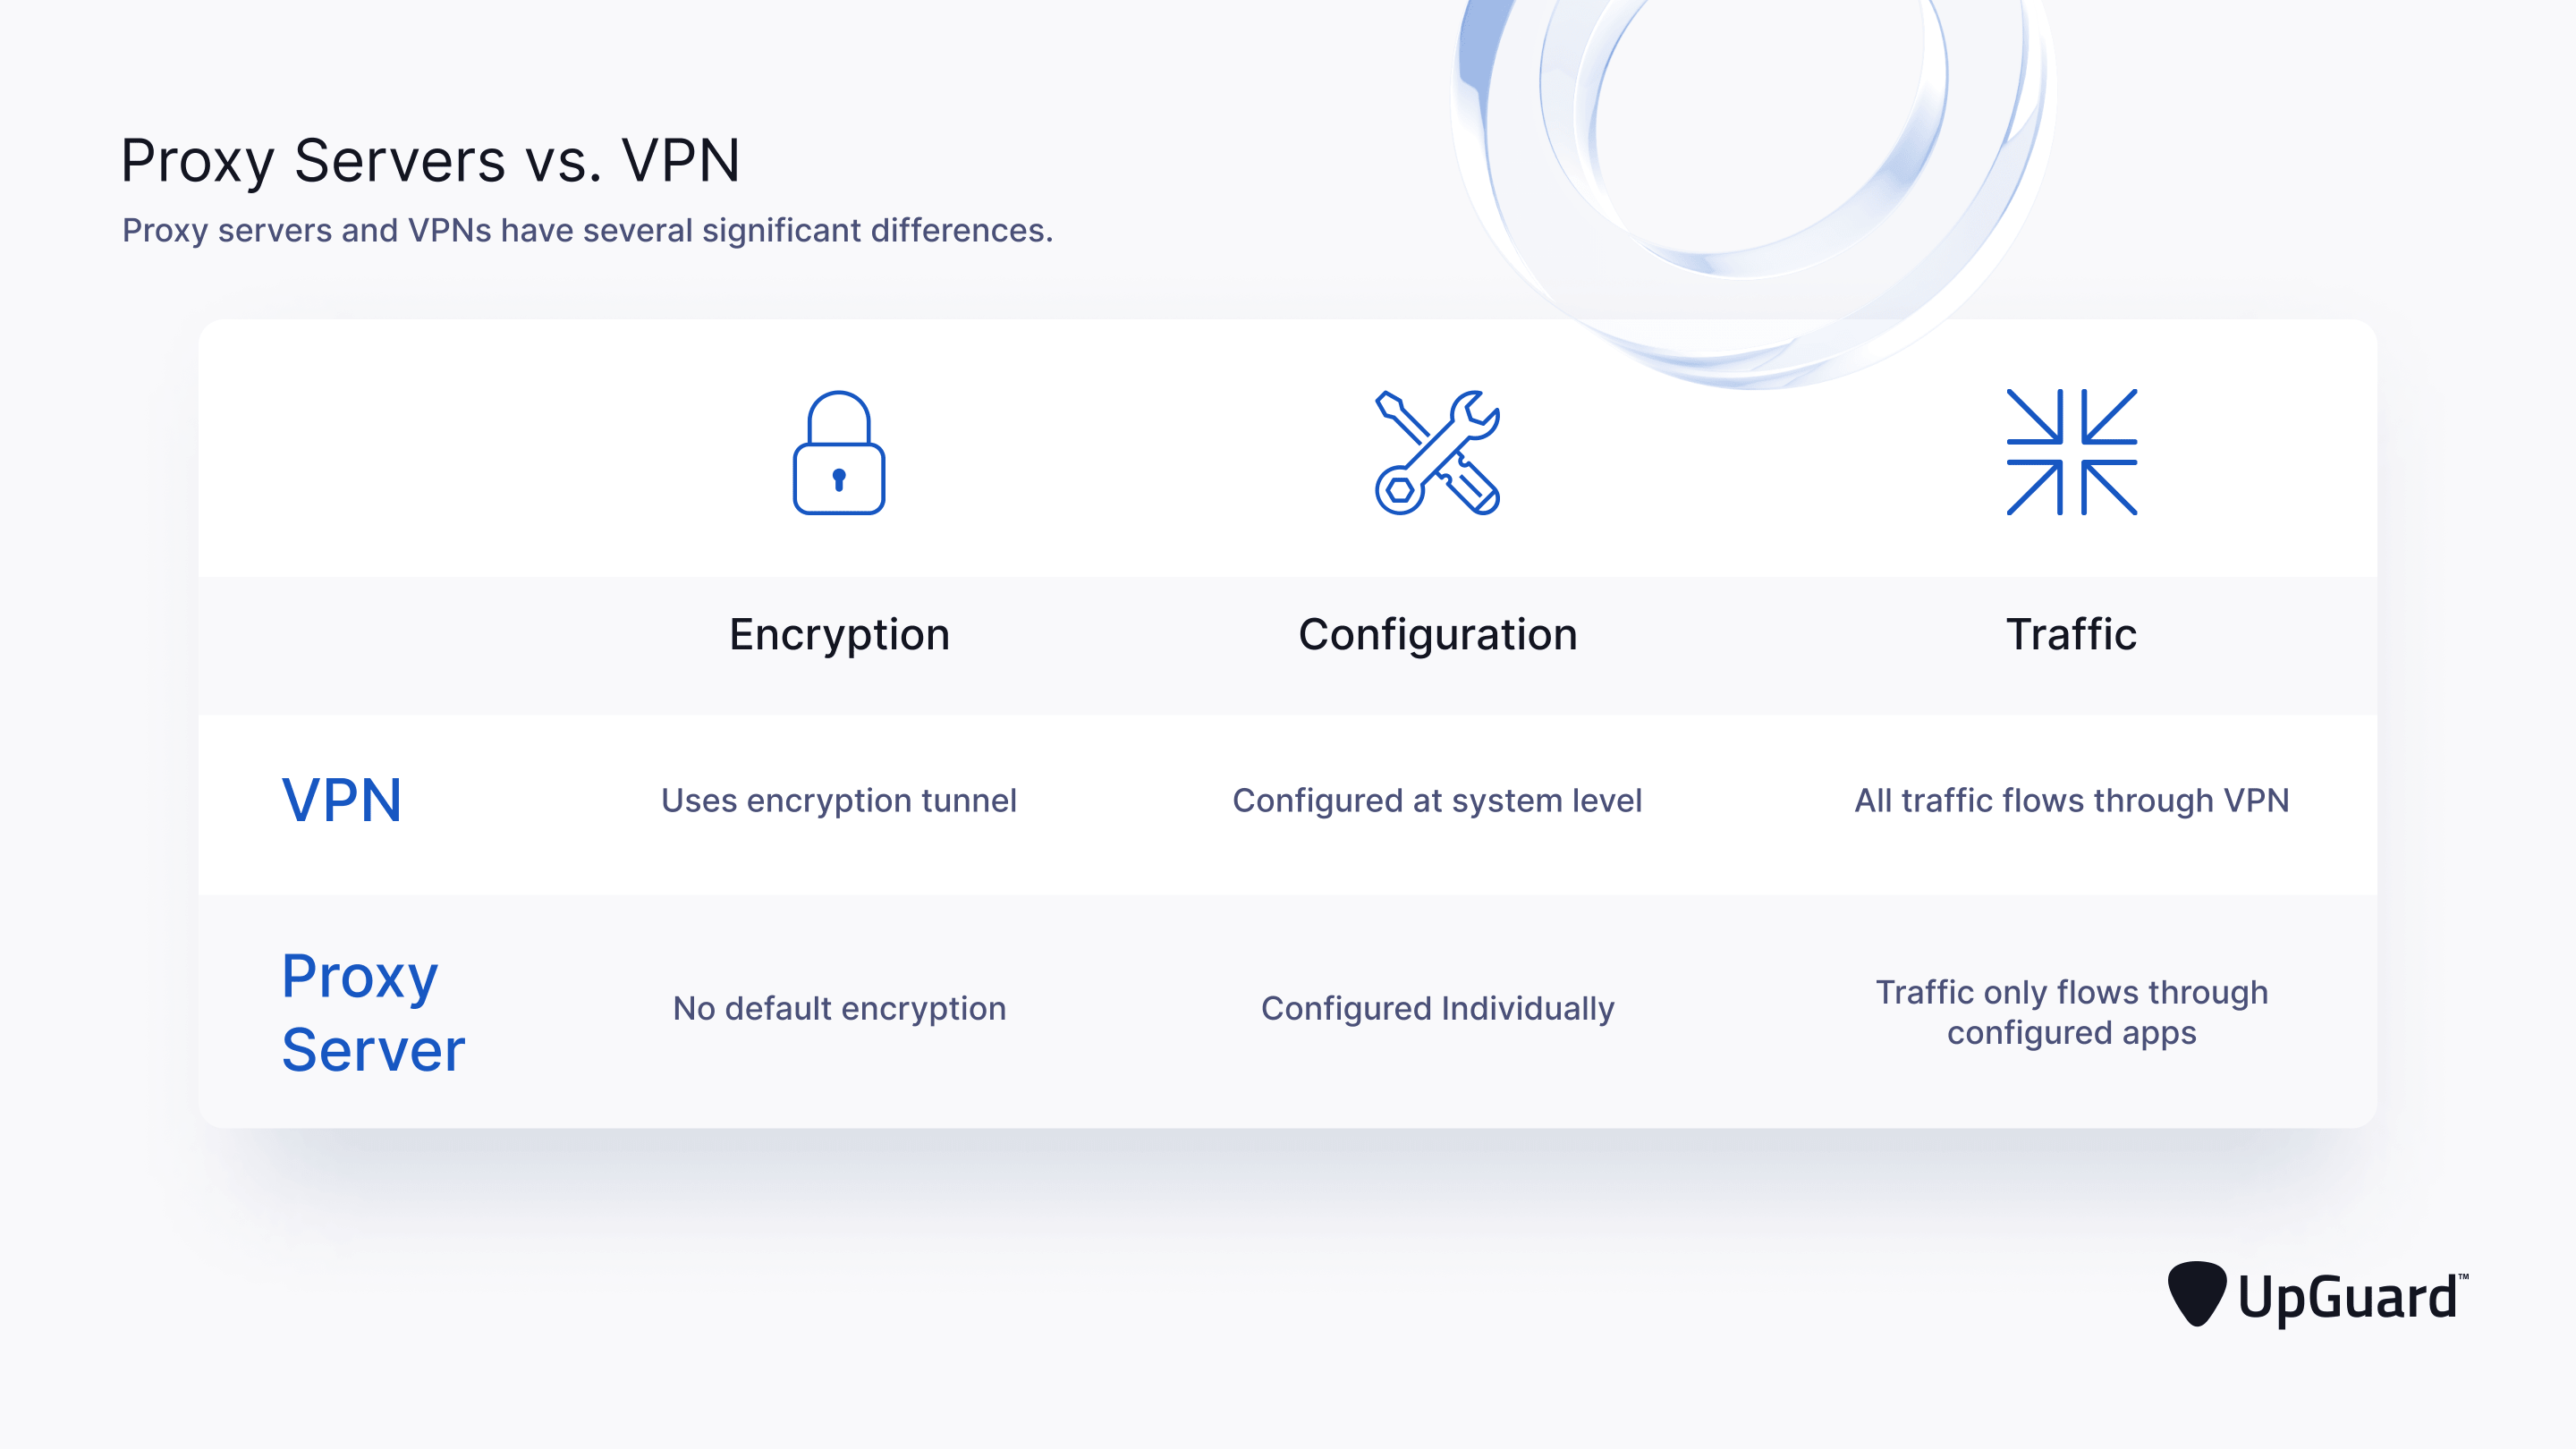 Proxy Servers vs. VPN
Proxy servers and VPNs have several significant differences.
Encryption
Configuration
Traffic
VPN
Uses encryption tunnel
Configured at system level
All traffic flows through VPN
Proxy
Server
No default encryption
Configured Individually
Traffic only flows through
configured apps
UpGuard™